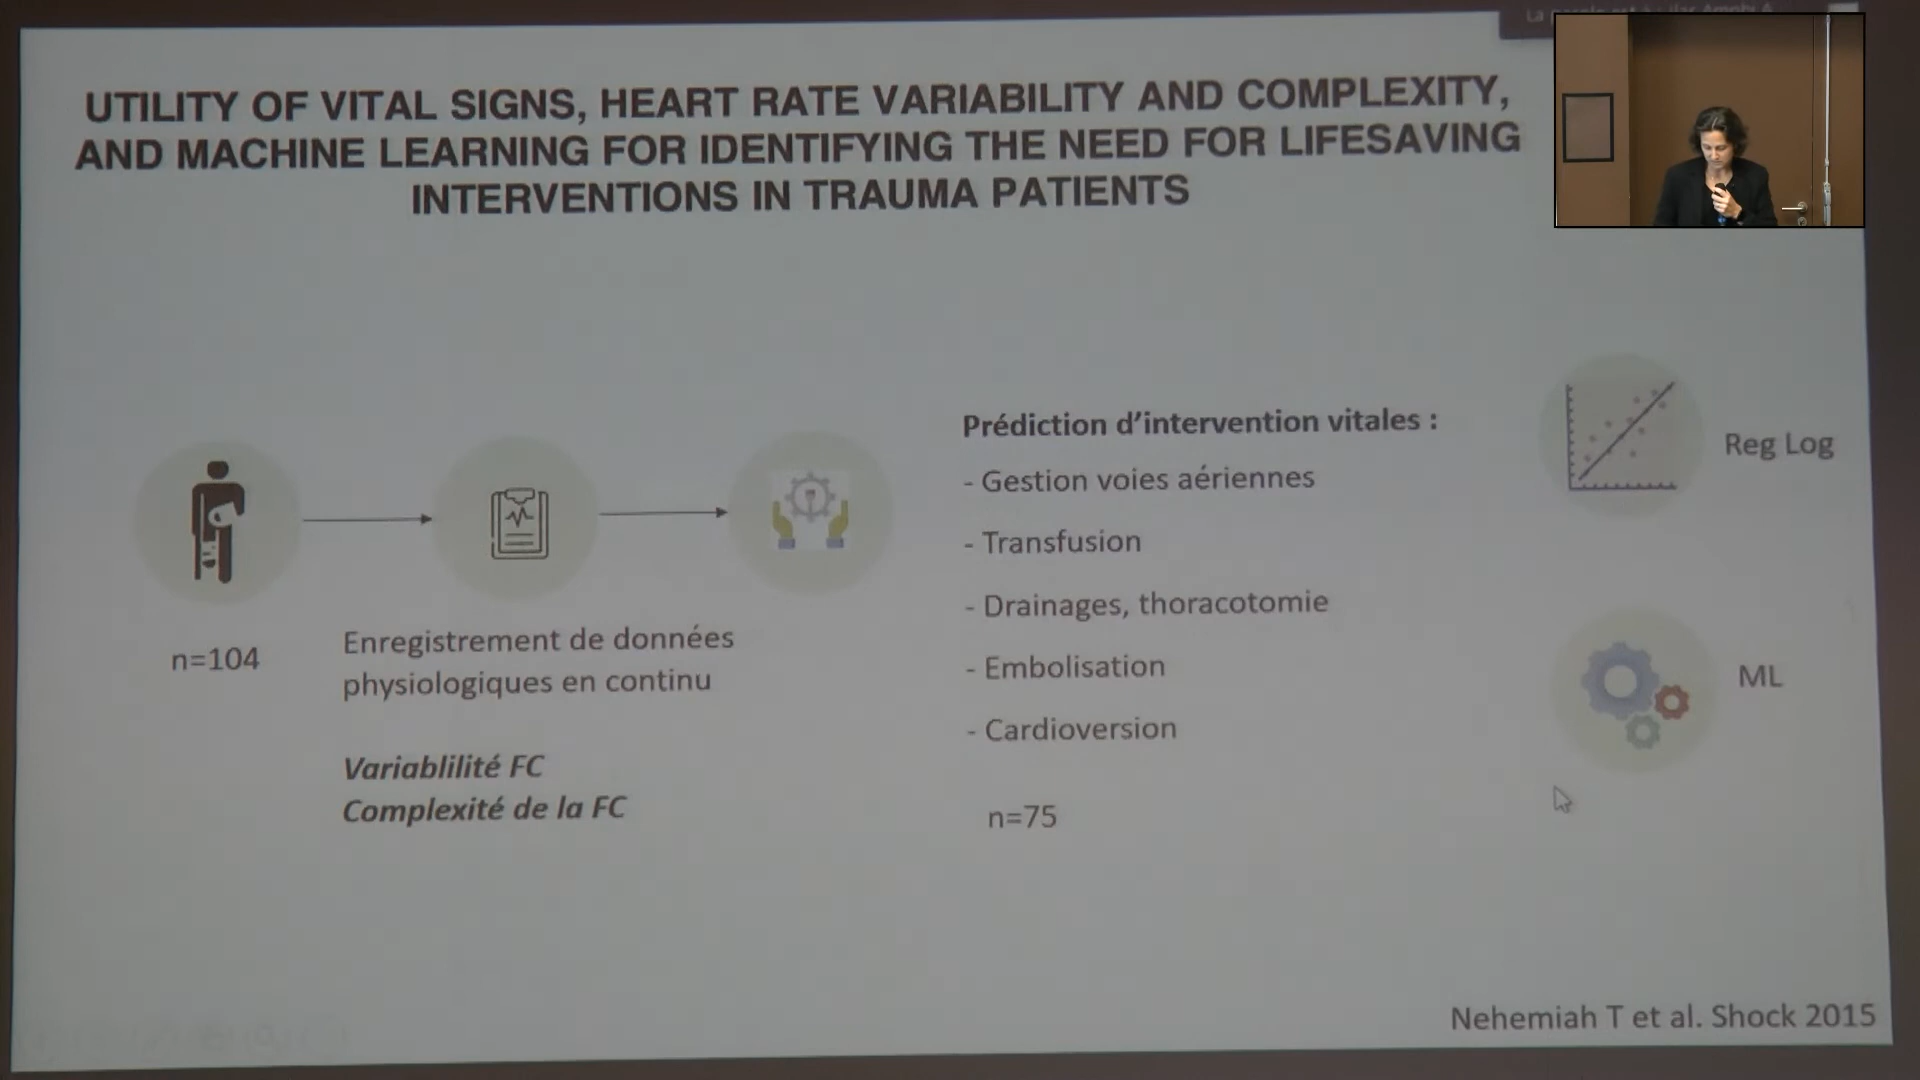 UTILITY OF VITAL SIGNS, HEART RATE VARIABILITY AND COMPLEXITY,
AND MACHINE LEARNING FOR IDENTIFYING THE NEED FOR LIFESAVING
INTERVENTIONS IN TRAUMA PATIENTS
n=104
Enregistrement de données
physiologiques en continu
Variablilité FC
Complexité de la FC
Prédiction d'intervention vitales :
- Gestion voies aériennes
- Transfusion
- Drainages, thoracotomie
- Embolisation
- Cardioversion
n=75
Reg Log
ML
Nehemiah T et al. Shock 2015